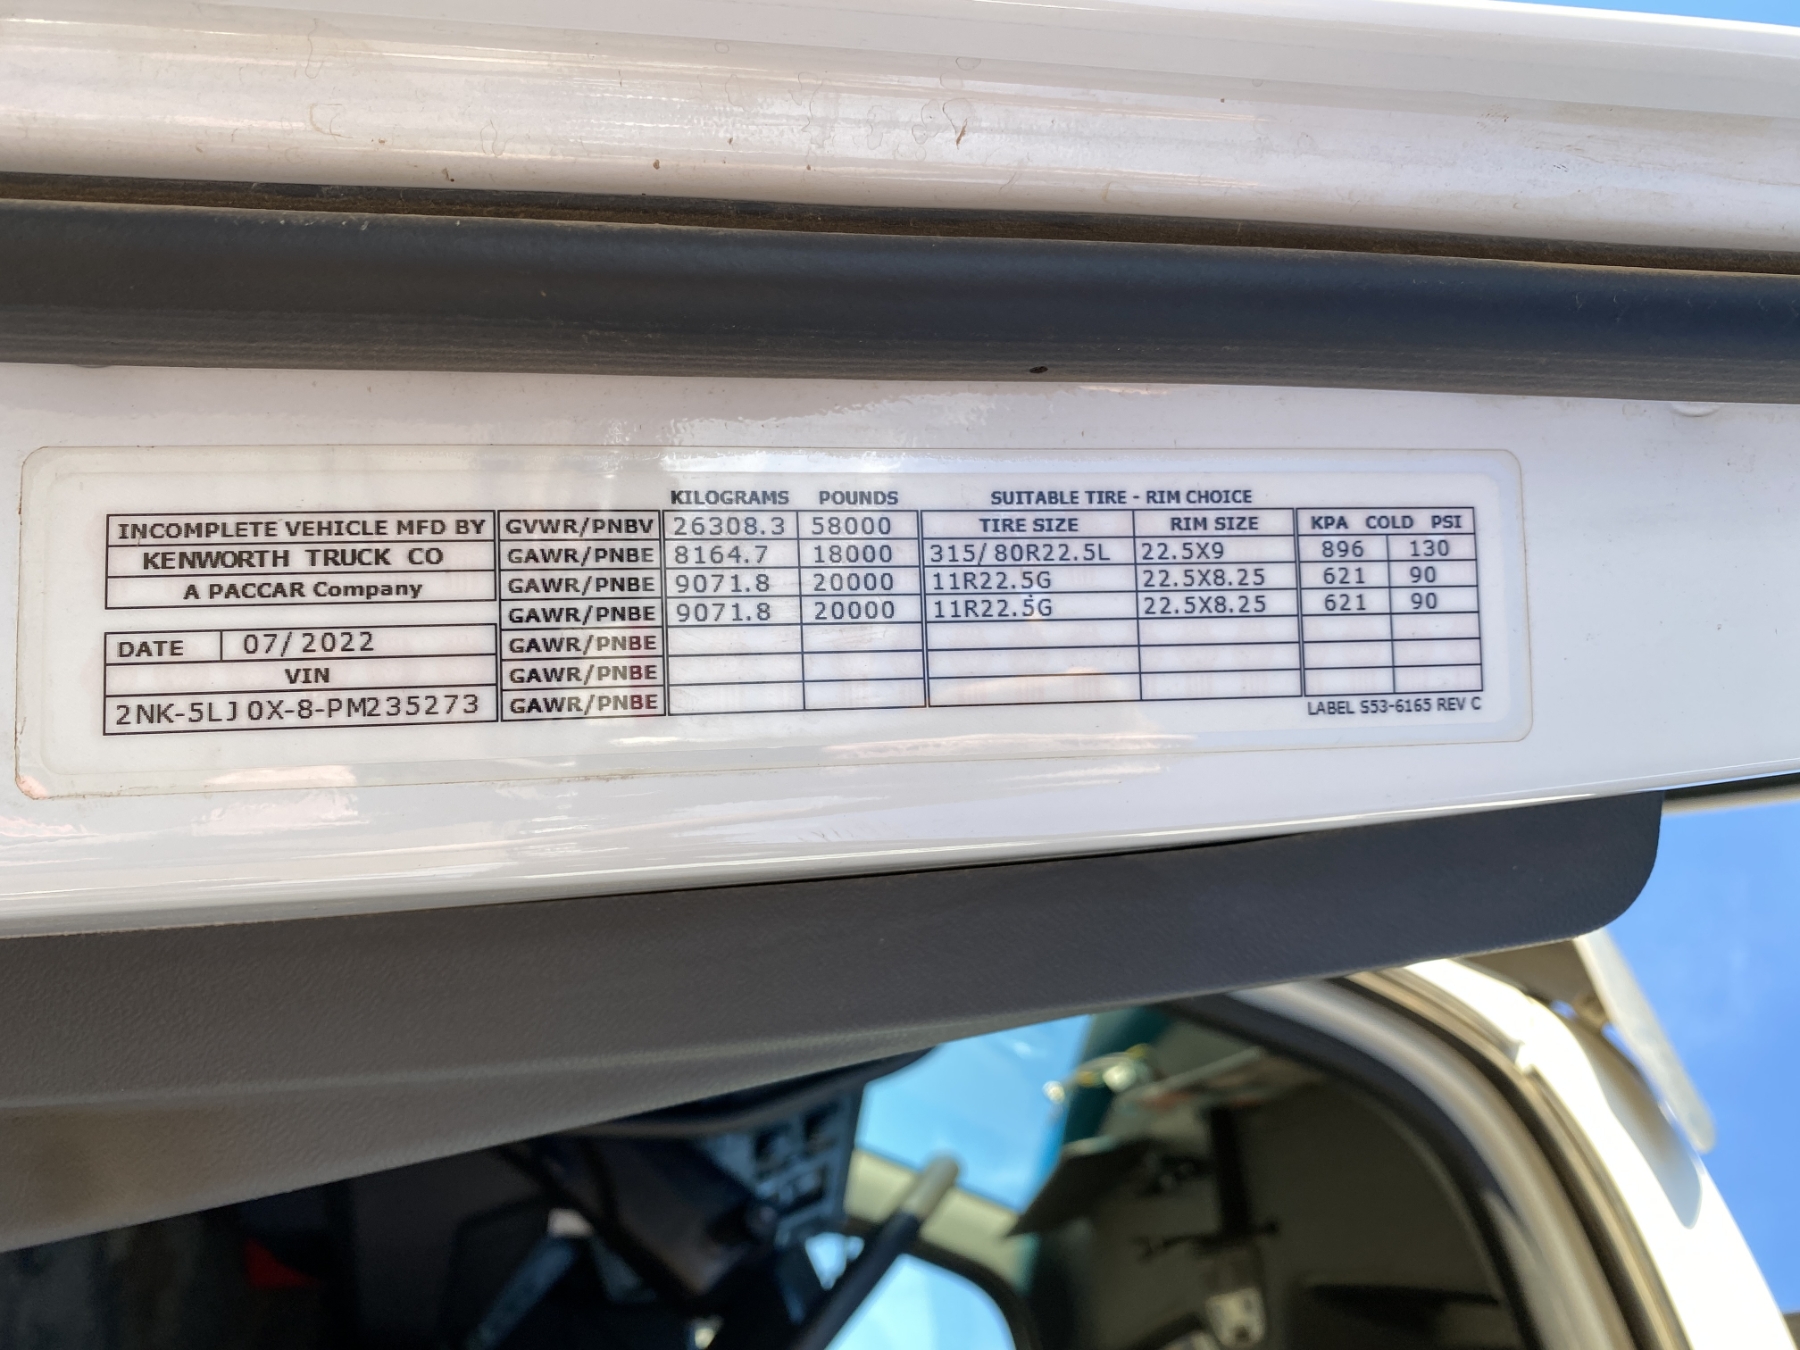 KILOGRAMS POUNDS SUITABLE TIRE - RIM CHOICE
INCOMPLETE VEHICLE MFD BY GVWR/PNBV 26308.3 58000 TIRE SIZE RIM SIZE KPA COLD PSI
KENWORTH TRUCK CO GAWR/PNBE 8164.7 18000 315/80R22.5L 22.5X9 896 130
A PACCAR Company GAWR/PNBE 9071.8 20000 11R22.5G 22.5X8.25 621 90
GAWR/PNBE 9071.8 20000 11R22.5G 22.5X8.25 621 90
DATE 07/2022 GAWR/PNBE
VIN GAWR/PNBE
2NK-5LJ0X-8-PM235273 GAWR/PNBE
LABEL S53-6165 REV C